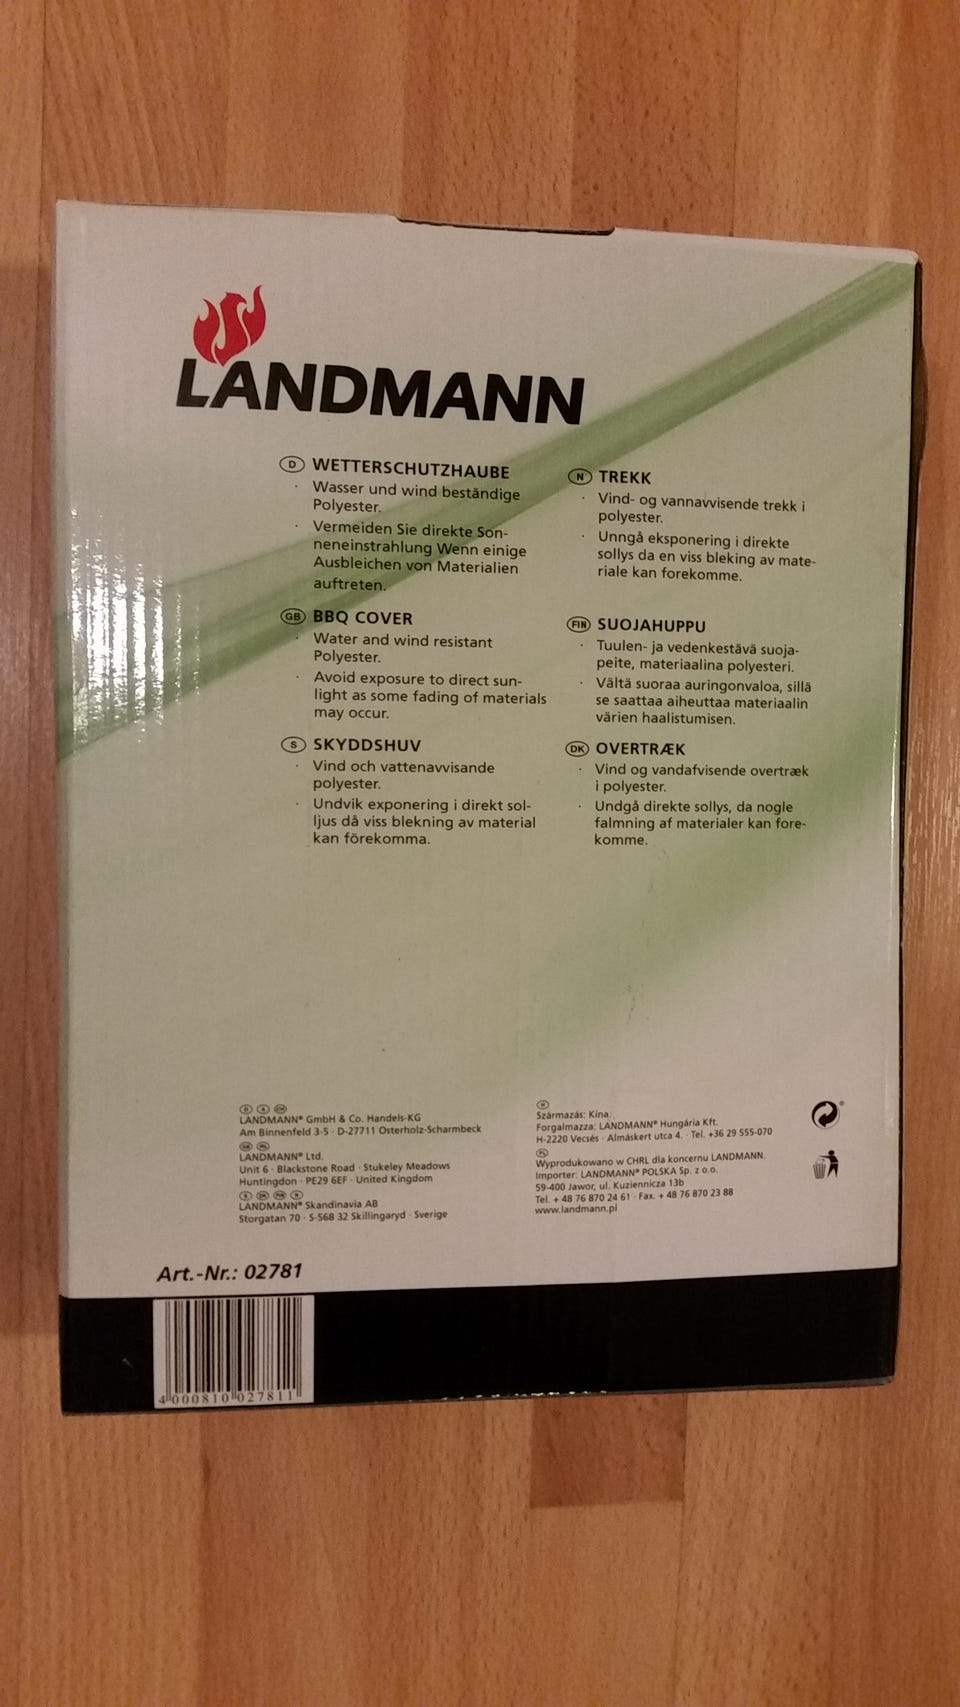 LANDMANN
D WETTERSCHUTZHAUBE
· Wasser und wind beständige
Polyester.
· Vermeiden Sie direkte Son-
neneinstrahlung Wenn einige
Ausbleichen von Materialien
auftreten.
GB BBQ COVER
· Water and wind resistant
Polyester.
· Avoid exposure to direct sun-
light as some fading of materials
may occur.
S SKYDDSHUV
· Vind och vattenavvisande
polyester.
· Undvik exponering i direkt sol-
ljus då viss blekning av material
kan förekomma.
N TREKK
· Vind- og vannavvisende trekk i
polyester.
· Unngå eksponering i direkte
sollys da en viss bleking av mate-
riale kan forekomme.
FIN SUOJAHUPPU
· Tuulen- ja vedenkestävä suoja-
peite, materiaalina polyesteri.
· Vältä suoraa auringonvaloa, sillä
se saattaa aiheuttaa materiaalin
värien haalistumisen.
DK OVERTRÆK
· Vind og vandafvisende overtræk
i polyester.
· Undgå direkte sollys, da nogle
falmning af materialer kan fore-
komme.
D A CH
LANDMANN® GmbH & Co. Handels-KG
Am Binnenfeld 3-5 · D-27711 Osterholz-Scharmbeck
LANDMANN® Ltd.
Unit 6 · Blackstone Road · Stukeley Meadows
Huntingdon · PE29 6EF · United Kingdom
LANDMANN® Skandinavia AB
Storgatan 70 · S-568 32 Skillingaryd · Sverige
H
Származás: Kína.
Forgalmazza: LANDMANN® Hungária Kft.
H-2220 Vecsés · Almáskert utca 4. · Tel. +36 29 555-070
PL
Wyprodukowano w CHRL dla koncernu LANDMANN.
Importer: LANDMANN® POLSKA Sp. z o.o.
59-400 Jawor, ul. Kuziennicza 13b
Tel. + 48 76 870 24 61 · Fax. + 48 76 870 23 88
www.landmann.pl
Art.-Nr.: 02781
4 000810 027811